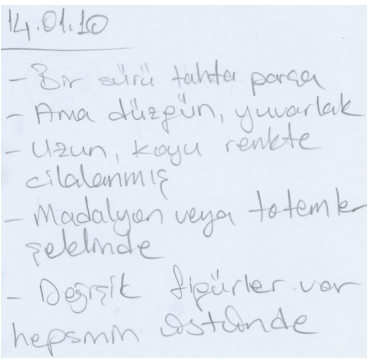 14.01.10
- Bir sürü tahta parça
- Ama düzgün, yuvarlak
- Uzun, koyu renkte
cilalanmış
- Madalyon veya totemler
şeklinde
- Değişik figürler var
hepsinin üstünde